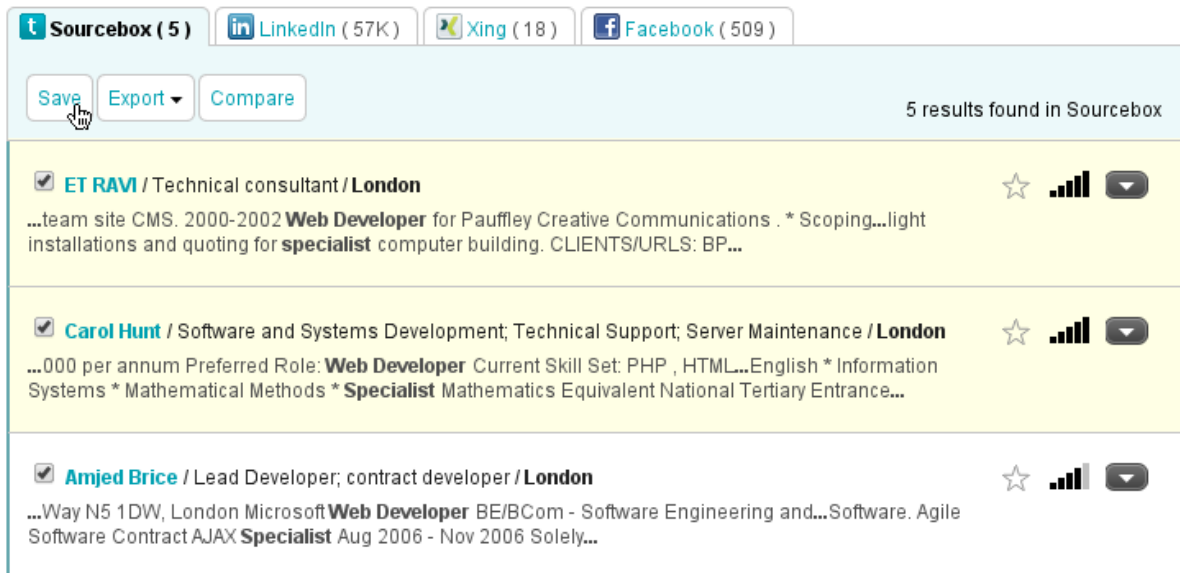 t Sourcebox ( 5 ) in LinkedIn ( 57K ) Xing ( 18 ) f Facebook ( 509 )
Save Export Compare
5 results found in Sourcebox
ET RAVI / Technical consultant / London
...team site CMS. 2000-2002 Web Developer for Pauffley Creative Communications . * Scoping...light
installations and quoting for specialist computer building. CLIENTS/URLS: BP...
Carol Hunt / Software and Systems Development; Technical Support; Server Maintenance / London
...000 per annum Preferred Role: Web Developer Current Skill Set: PHP , HTML...English * Information
Systems * Mathematical Methods * Specialist Mathematics Equivalent National Tertiary Entrance...
Amjed Brice / Lead Developer; contract developer / London
...Way N5 1DW, London Microsoft Web Developer BE/BCom - Software Engineering and...Software. Agile
Software Contract AJAX Specialist Aug 2006 - Nov 2006 Solely...